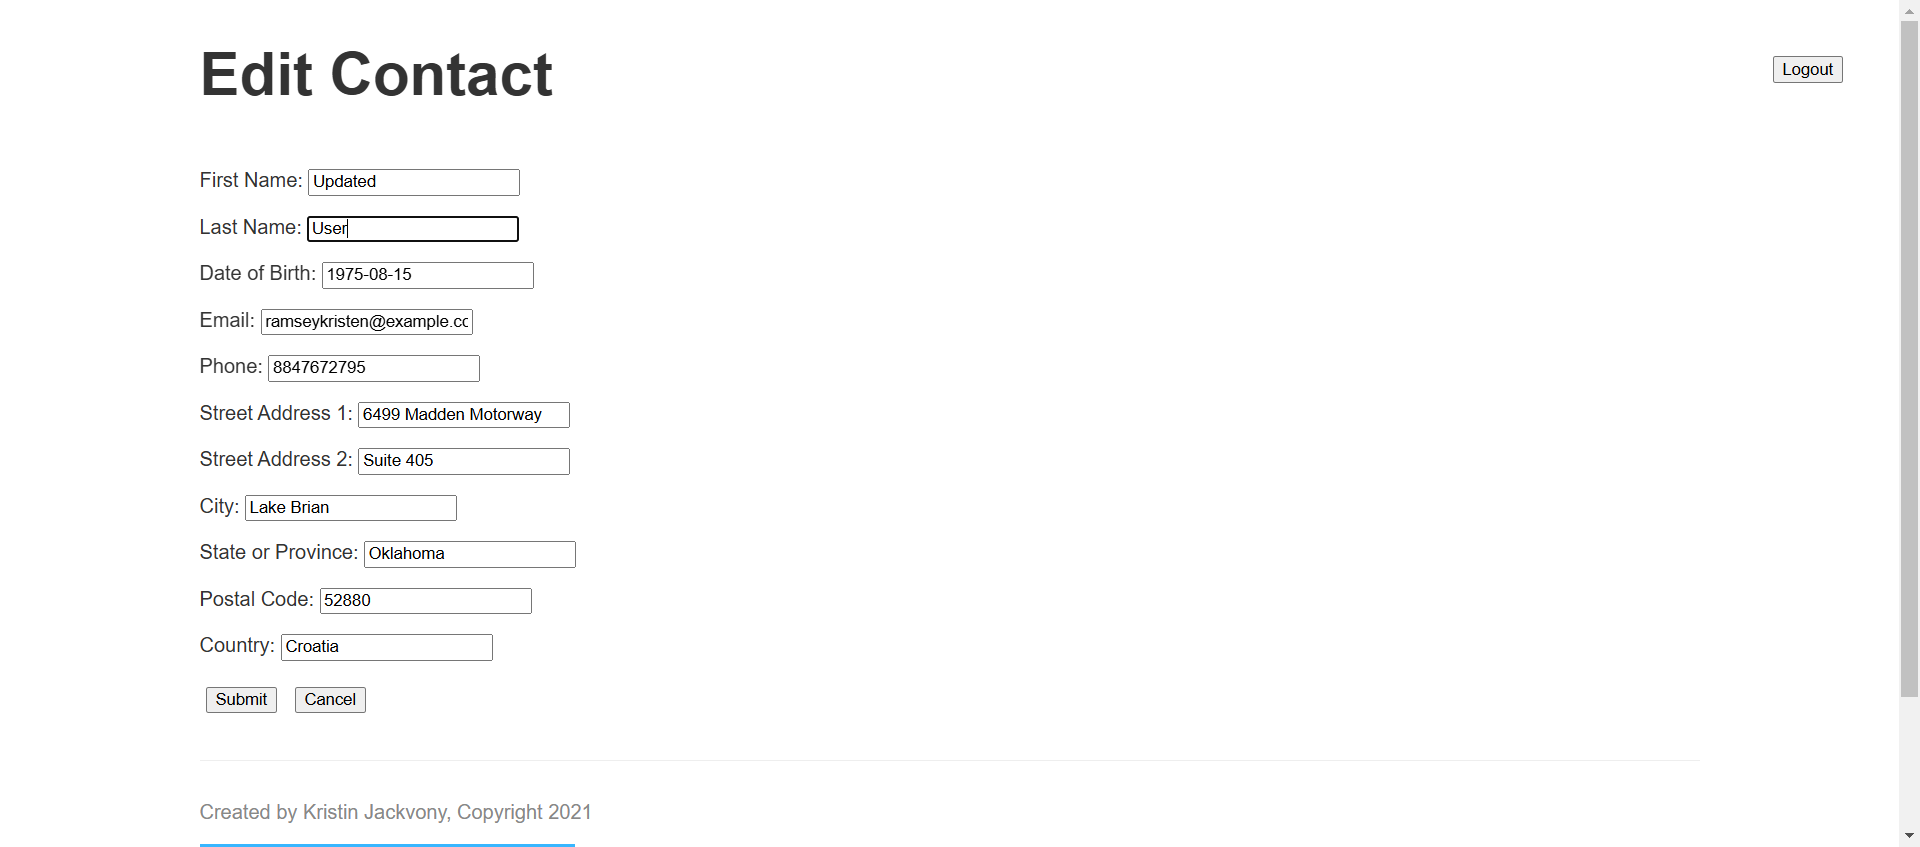 Edit Contact
Logout
First Name: Updated
Last Name: User
Date of Birth: 1975-08-15
Email: ramseykristen@example.co
Phone: 8847672795
Street Address 1: 6499 Madden Motorway
Street Address 2: Suite 405
City: Lake Brian
State or Province: Oklahoma
Postal Code: 52880
Country: Croatia
Submit Cancel
Created by Kristin Jackvony, Copyright 2021